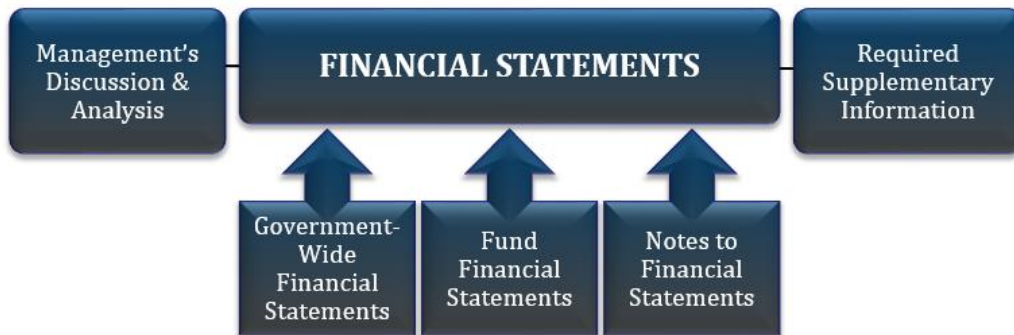 Management's
Discussion &
Analysis
FINANCIAL STATEMENTS
Required
Supplementary
Information
Government-
Wide
Financial
Statements
Fund
Financial
Statements
Notes to
Financial
Statements